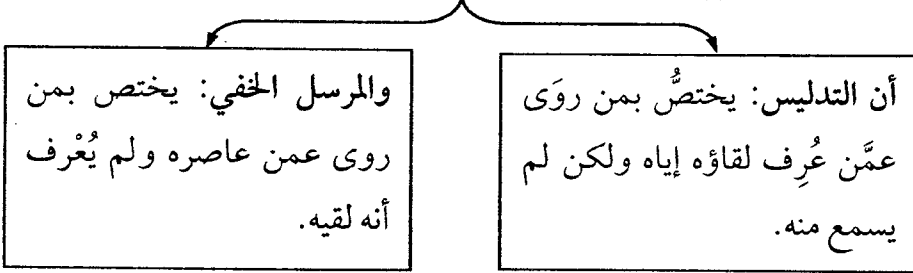 أن التدليس: يختصُّ بمن روَى
عمَّن عُرِف لقاؤه إياه ولكن لم
يسمع منه.
والمرسل الخفي: يختص بمن
روى عمن عاصره ولم يُعْرف
أنه لقيه.